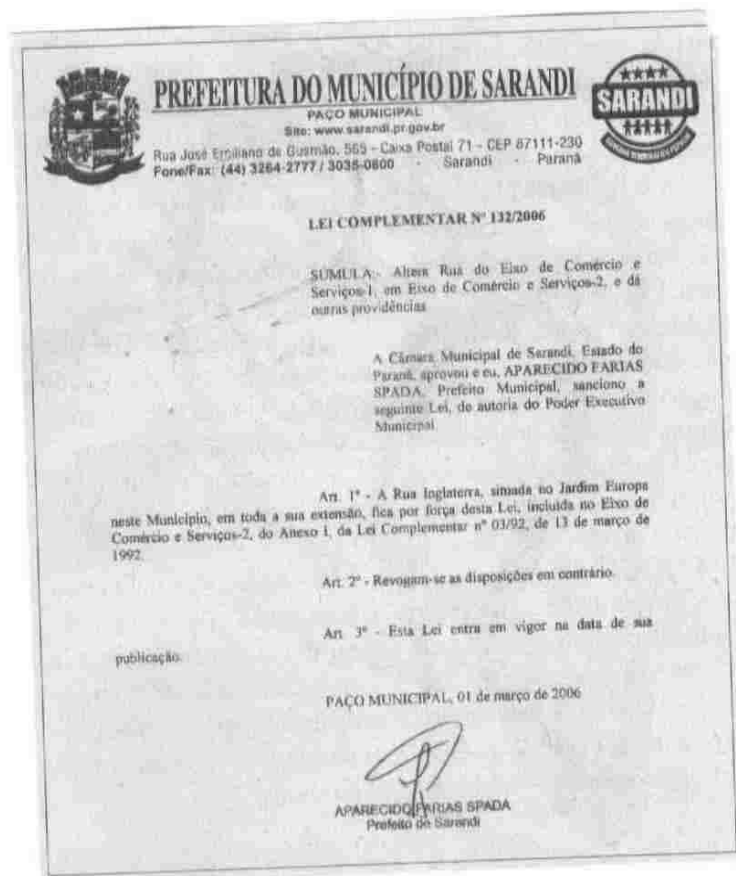 PREFEITURA DO MUNICÍPIO DE SARANDI
PAÇO MUNICIPAL
Site: www.sarandi.pr.gov.br
Rua José Emiliano de Gusmão, 565 - Caixa Postal 71 - CEP 87111-230
Fone/Fax: (44) 3264-2777 / 3035-0800 - Sarandi - Paraná
SARANDI
LEI COMPLEMENTAR Nº 132/2006
SÚMULA:- Altera Rua do Eixo de Comércio e
Serviços-1, em Eixo de Comércio e Serviços-2, e dá
outras providências
A Câmara Municipal de Sarandi, Estado do
Paraná, aprovou e eu, APARECIDO FARIAS
SPADA, Prefeito Municipal, sanciono a
seguinte Lei, de autoria do Poder Executivo
Municipal
Art. 1º - A Rua Inglaterra, situada no Jardim Europa
neste Município, em toda a sua extensão, fica por força desta Lei, incluída no Eixo de
Comércio e Serviços-2, do Anexo I, da Lei Complementar nº 03/92, de 13 de março de
1992.
Art. 2º - Revogam-se as disposições em contrário.
Art. 3º - Esta Lei entra em vigor na data de sua
publicação.
PAÇO MUNICIPAL, 01 de março de 2006
APARECIDO FARIAS SPADA
Prefeito de Sarandi